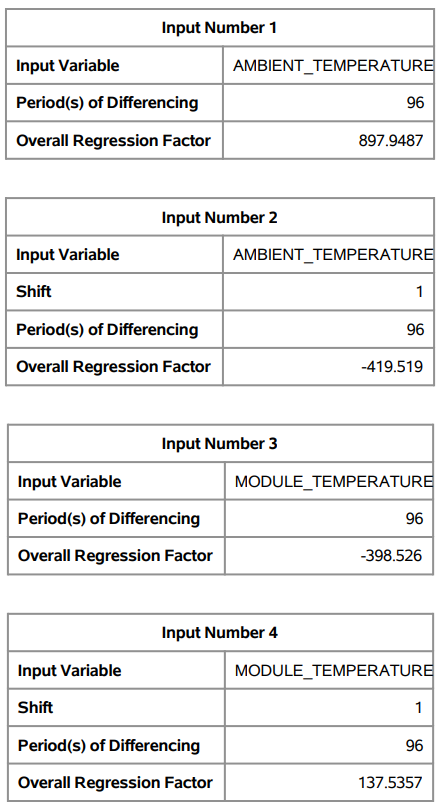 Input Number 1
Input Variable AMBIENT_TEMPERATURE
Period(s) of Differencing 96
Overall Regression Factor 897.9487
Input Number 2
Input Variable AMBIENT_TEMPERATURE
Shift 1
Period(s) of Differencing 96
Overall Regression Factor -419.519
Input Number 3
Input Variable MODULE_TEMPERATURE
Period(s) of Differencing 96
Overall Regression Factor -398.526
Input Number 4
Input Variable MODULE_TEMPERATURE
Shift 1
Period(s) of Differencing 96
Overall Regression Factor 137.5357